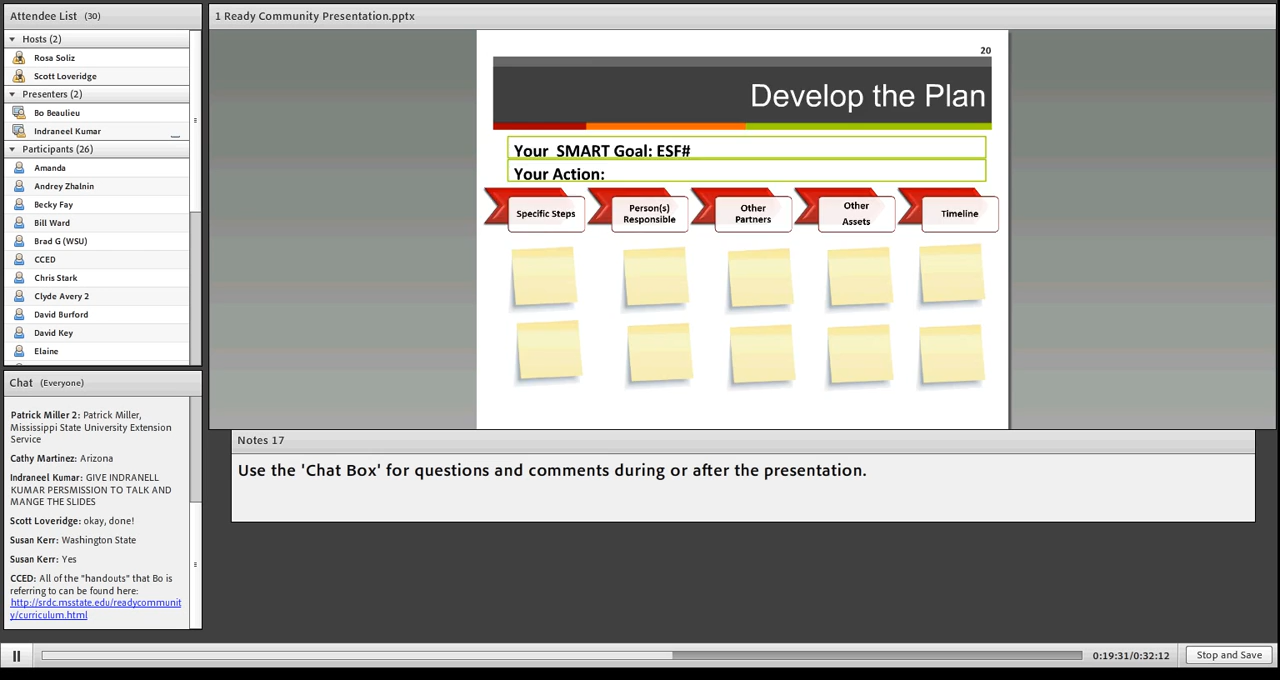 Attendee List (30)
Hosts (2)
Rosa Soliz
Scott Loveridge
Presenters (2)
Bo Beaulieu
Indraneel Kumar
Participants (26)
Amanda
Andrey Zhalnin
Becky Fay
Bill Ward
Brad G (WSU)
CCED
Chris Stark
Clyde Avery 2
David Burford
David Key
Elaine
Chat (Everyone)
Patrick Miller 2: Patrick Miller,
Mississippi State University Extension
Service
Cathy Martinez: Arizona
Indraneel Kumar: GIVE INDRANELL
KUMAR PERSMISSION TO TALK AND
MANGE THE SLIDES
Scott Loveridge: okay, done!
Susan Kerr: Washington State
Susan Kerr: Yes
CCED: All of the "handouts" that Bo is
referring to can be found here:
http://srdc.msstate.edu/readycommunit
y/curriculum.html
1 Ready Community Presentation.pptx
20
Develop the Plan
Your SMART Goal: ESF#
Your Action:
Specific Steps
Person(s)
Responsible
Other
Partners
Other
Assets
Timeline
Notes 17
Use the 'Chat Box' for questions and comments during or after the presentation.
0:19:31/0:32:12
Stop and Save